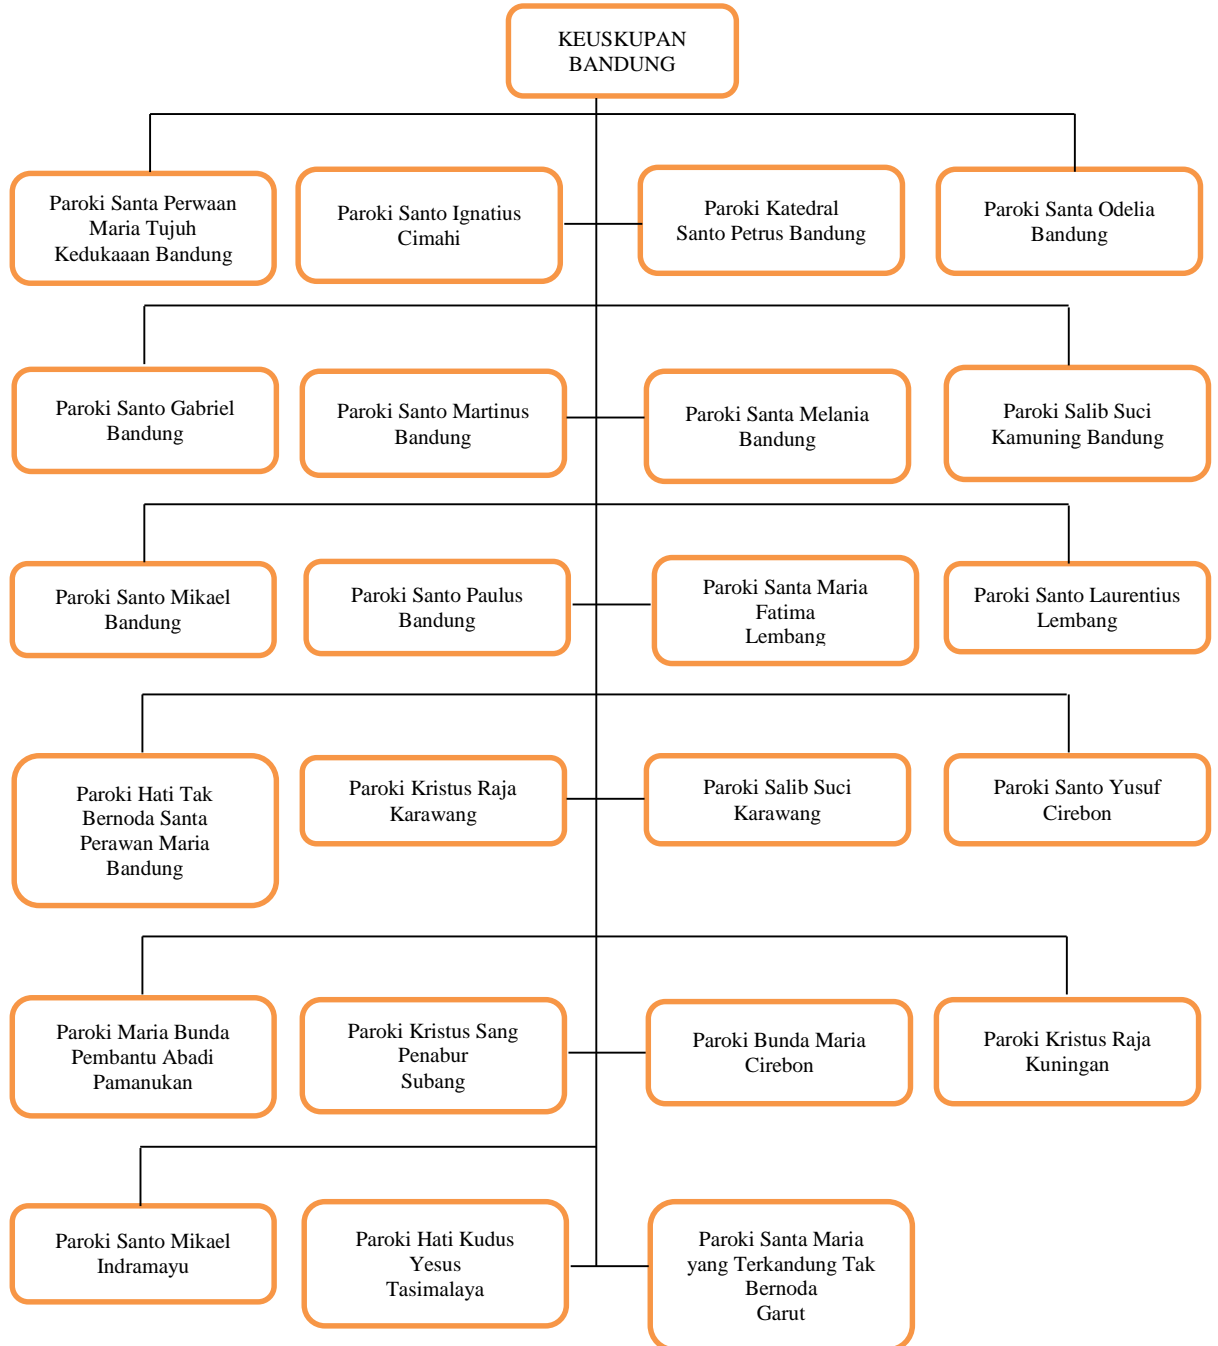 KEUSKUPAN
BANDUNG
Paroki Santa Perwaan
Maria Tujuh
Kedukaaan Bandung
Paroki Santo Ignatius
Cimahi
Paroki Katedral
Santo Petrus Bandung
Paroki Santa Odelia
Bandung
Paroki Santo Gabriel
Bandung
Paroki Santo Martinus
Bandung
Paroki Santa Melania
Bandung
Paroki Salib Suci
Kamuning Bandung
Paroki Santo Mikael
Bandung
Paroki Santo Paulus
Bandung
Paroki Santa Maria
Fatima
Lembang
Paroki Santo Laurentius
Lembang
Paroki Hati Tak
Bernoda Santa
Perawan Maria
Bandung
Paroki Kristus Raja
Karawang
Paroki Salib Suci
Karawang
Paroki Santo Yusuf
Cirebon
Paroki Maria Bunda
Pembantu Abadi
Pamanukan
Paroki Kristus Sang
Penabur
Subang
Paroki Bunda Maria
Cirebon
Paroki Kristus Raja
Kuningan
Paroki Santo Mikael
Indramayu
Paroki Hati Kudus
Yesus
Tasimalaya
Paroki Santa Maria
yang Terkandung Tak
Bernoda
Garut